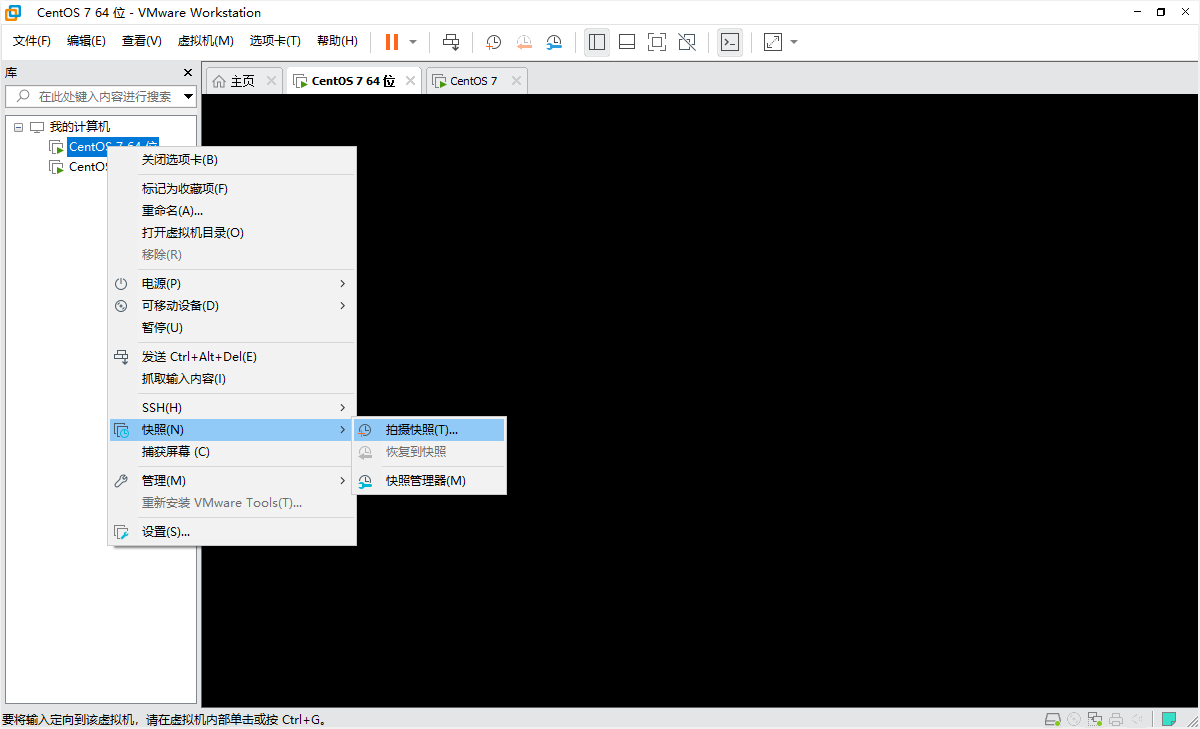 CentOS 7 64 位 - VMware Workstation
文件(F) 编辑(E) 查看(V) 虚拟机(M) 选项卡(T) 帮助(H)
库
在此处键入内容进行搜索
主页 CentOS 7 64 位 CentOS 7
我的计算机
CentOS 7 64 位
CentOS
关闭选项卡(B)
标记为收藏项(F)
重命名(A)...
打开虚拟机目录(O)
移除(R)
电源(P)
可移动设备(D)
暂停(U)
发送 Ctrl+Alt+Del(E)
抓取输入内容(I)
SSH(H)
快照(N)
拍摄快照(T)...
捕获屏幕 (C)
恢复到快照
管理(M)
快照管理器(M)
重新安装 VMware Tools(T)...
设置(S)...
要将输入定向到该虚拟机，请在虚拟机内部单击或按 Ctrl+G。